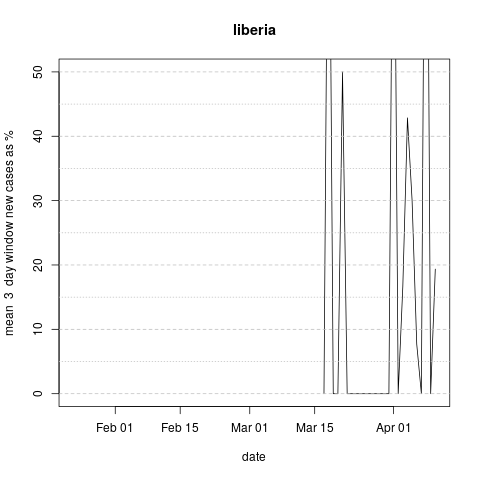 liberia
mean  3  day window new cases as %
50
40
30
20
10
0
Feb 01
Feb 15
Mar 01
Mar 15
Apr 01
date